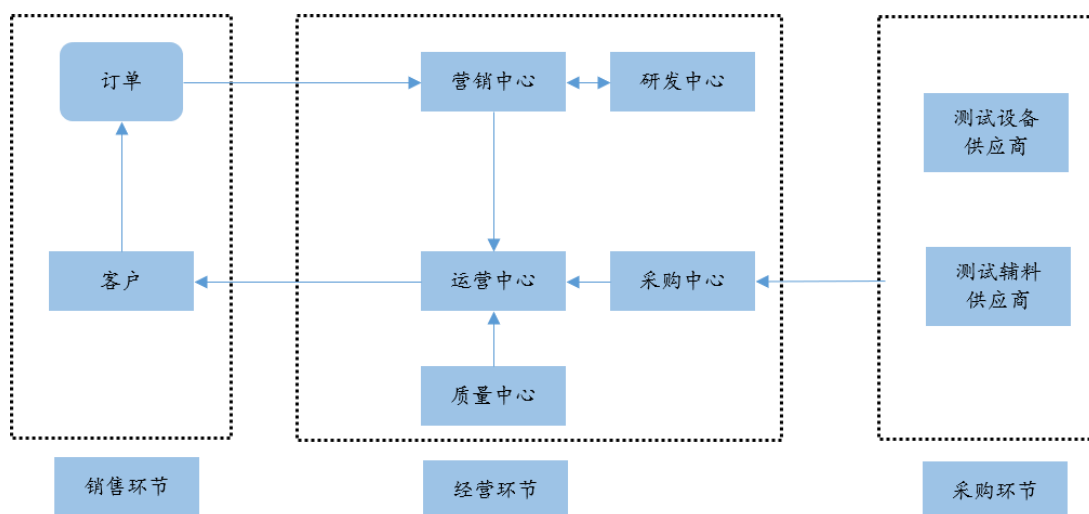 订单
营销中心
研发中心
测试设备
供应商
客户
运营中心
采购中心
测试辅料
供应商
质量中心
销售环节
经营环节
采购环节